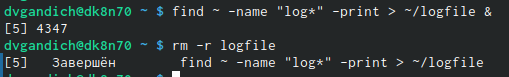 dvgandich@dk8n70 ~ $ find ~ -name "log*" -print > ~/logfile &
[5] 4347
dvgandich@dk8n70 ~ $ rm -r logfile
[5]   Завершён        find ~ -name "log*" -print > ~/logfile